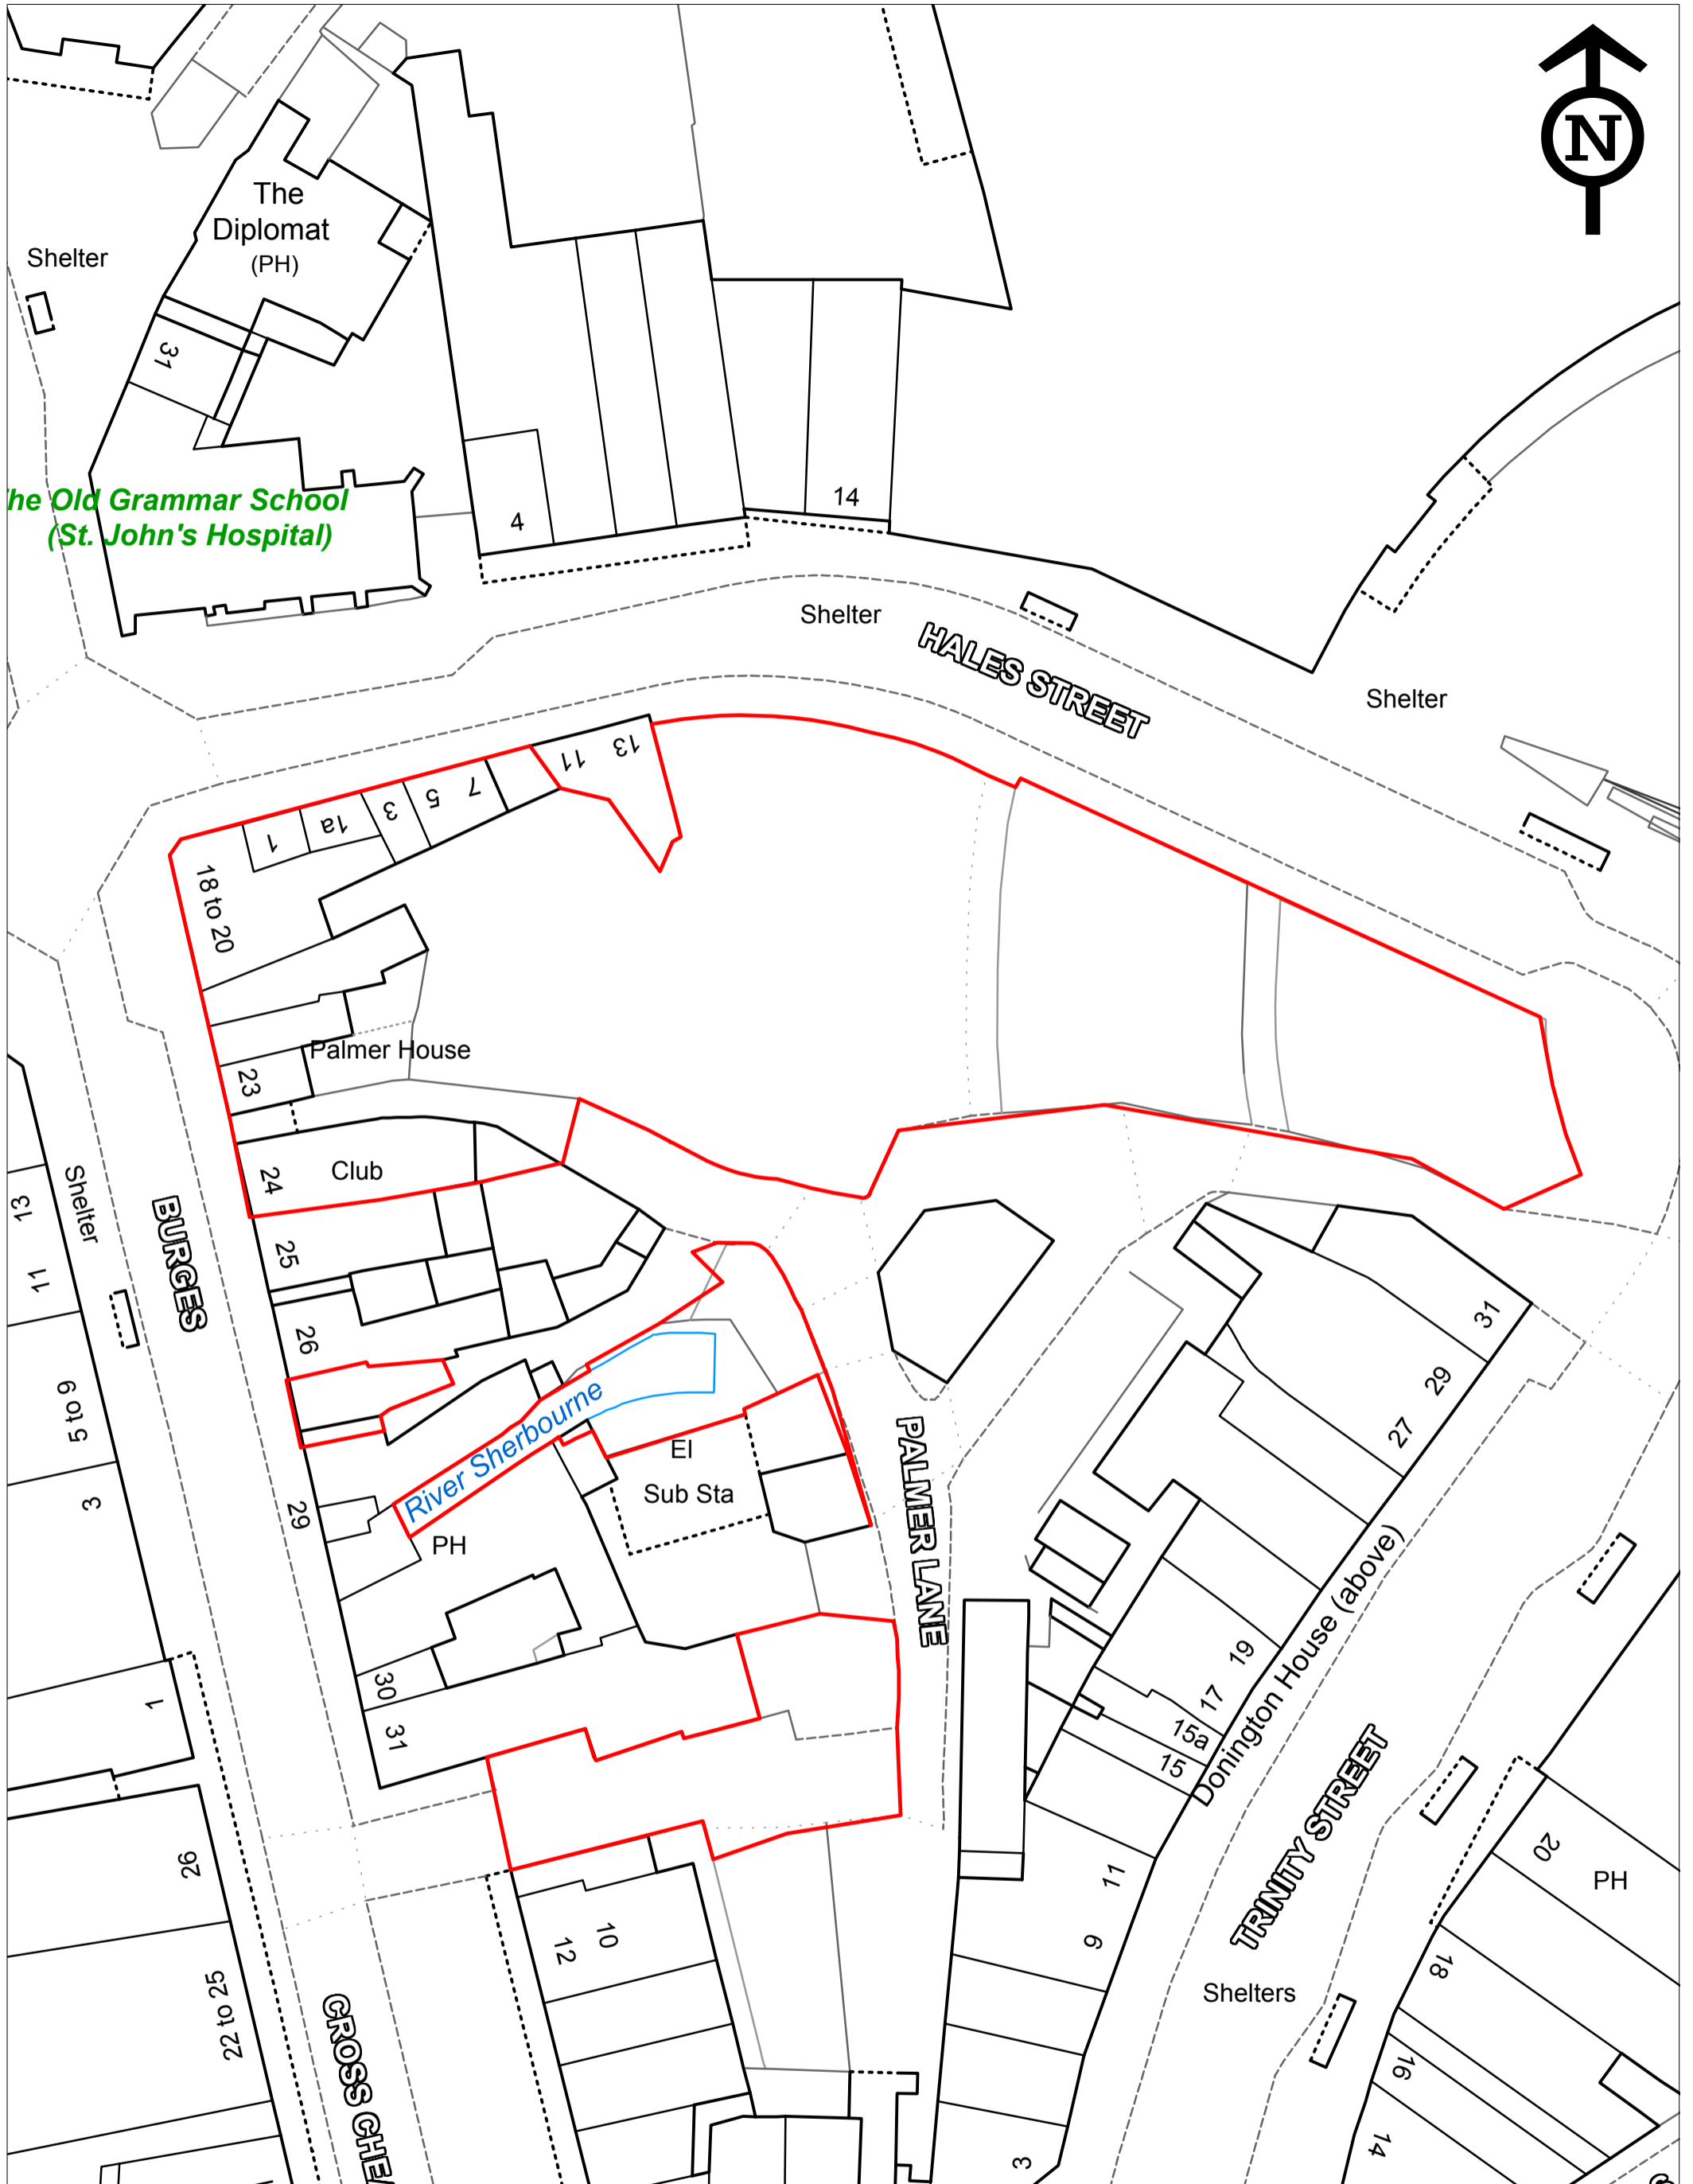 N
The
Diplomat
(PH)
Shelter
31
he Old Grammar School
(St. John's Hospital)
4
14
Shelter
HALES STREET
Shelter
13
11
7
5
3
1a
1
18 to 20
Palmer House
23
24
Club
Shelter
13
BURGES
25
11
26
31
29
5 to 9
27
River Sherbourne
PALMER LANE
El
Sub Sta
3
29
PH
Donington House (above)
19
30
17
1
31
15a
15
TRINITY STREET
20
PH
26
11
10
12
9
18
Shelters
22 to 25
CROSS CHEA
16
14
3